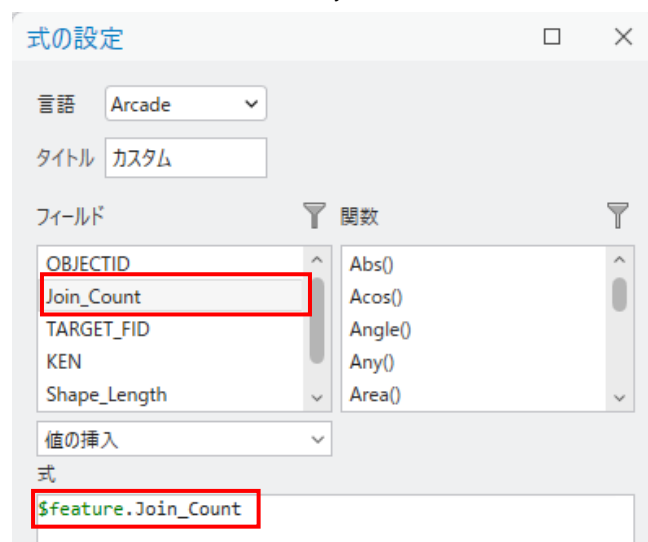 式の設定
言語 Arcade
タイトル カスタム
フィールド 関数
OBJECTID Abs()
Join_Count Acos()
TARGET_FID Angle()
KEN Any()
Shape_Length Area()
値の挿入
式
$feature.Join_Count